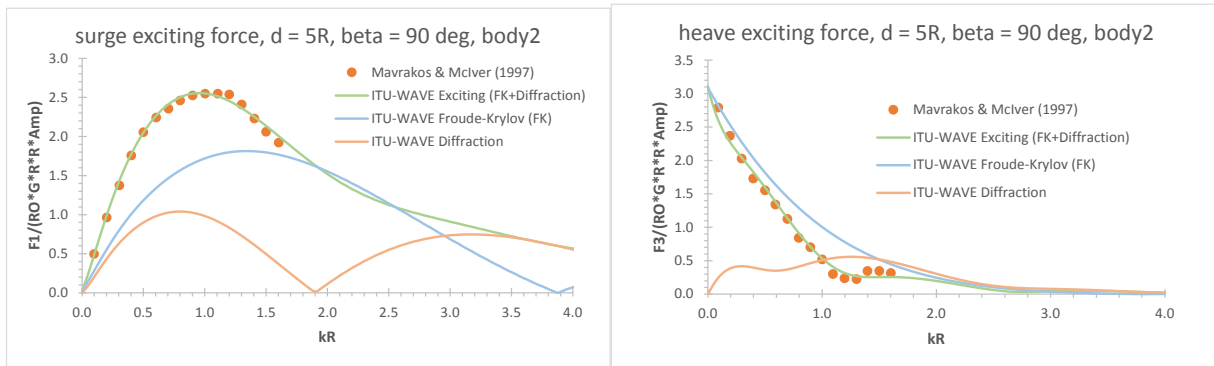 surge exciting force, d = 5R, beta = 90 deg, body2
3.0
2.5
2.0
1.5
1.0
0.5
0.0
F1/(RO*G*R*R*Amp)
Mavrakos & McIver (1997)
ITU-WAVE Exciting (FK+Diffraction)
ITU-WAVE Froude-Krylov (FK)
ITU-WAVE Diffraction
0.0 0.5 1.0 1.5 2.0 2.5 3.0 3.5 4.0
kR
heave exciting force, d = 5R, beta = 90 deg, body2
3.5
3.0
2.5
2.0
1.5
1.0
0.5
0.0
F3/(RO*G*R*R*Amp)
Mavrakos & McIver (1997)
ITU-WAVE Exciting (FK+Diffraction)
ITU-WAVE Froude-Krylov (FK)
ITU-WAVE Diffraction
0.0 1.0 2.0 3.0 4.0
kR